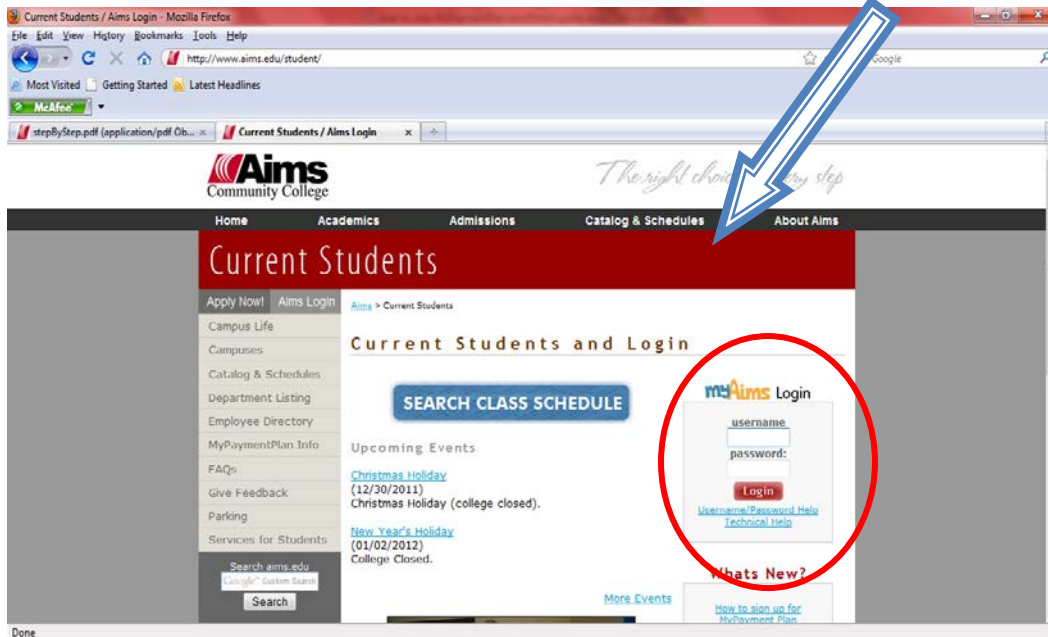 Current Students / Aims Login - Mozilla Firefox
File Edit View History Bookmarks Tools Help
http://www.aims.edu/student/
Google
Most Visited Getting Started Latest Headlines
McAfee
stepByStep.pdf (application/pdf Ob...
Current Students / Aims Login
Aims
Community College
The right choice step
Home Academics Admissions Catalog & Schedules About Aims
Current Students
Apply Now! Aims Login
Aims > Current Students
Campus Life
Campuses
Catalog & Schedules
Department Listing
Employee Directory
MyPaymentPlan Info
FAQs
Give Feedback
Parking
Services for Students
Search aims.edu
Google™ Custom Search
Search
Current Students and Login
SEARCH CLASS SCHEDULE
Upcoming Events
Christmas Holiday
(12/30/2011)
Christmas Holiday (college closed).
New Year's Holiday
(01/02/2012)
College Closed.
More Events
myAims Login
username
password:
Login
Username/Password Help
Technical Help
Whats New?
How to sign up for
MyPayment Plan
Done